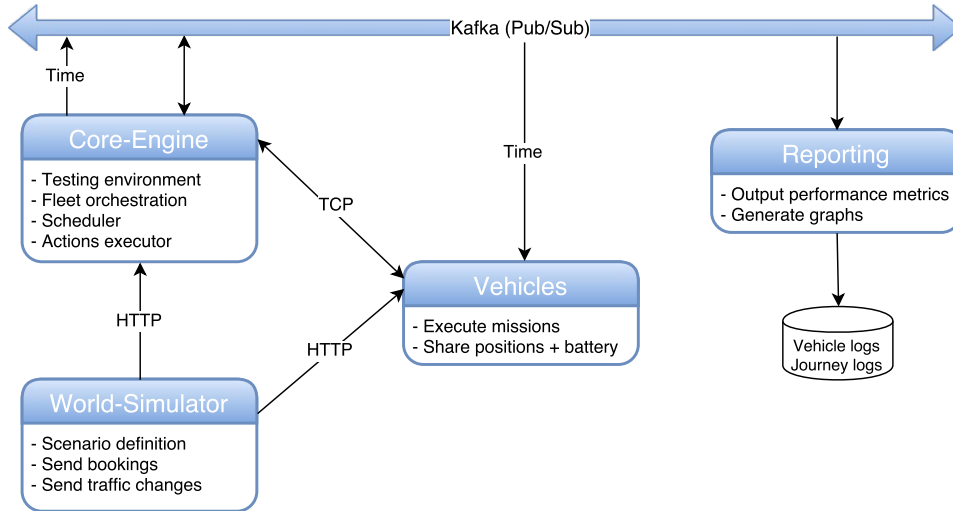 Kafka (Pub/Sub)
Time
Core-Engine
- Testing environment
- Fleet orchestration
- Scheduler
- Actions executor
Time
Reporting
- Output performance metrics
- Generate graphs
TCP
Vehicles
- Execute missions
- Share positions + battery
HTTP
HTTP
Vehicle logs
Journey logs
World-Simulator
- Scenario definition
- Send bookings
- Send traffic changes